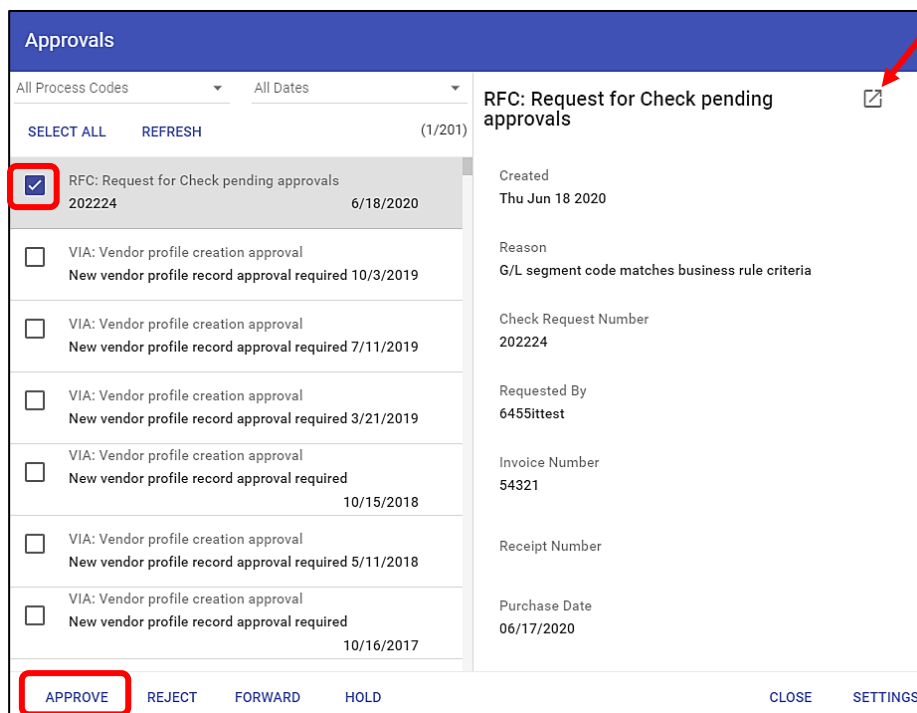 Approvals
All Process Codes All Dates
SELECT ALL REFRESH (1/201)
RFC: Request for Check pending approvals
202224 6/18/2020
VIA: Vendor profile creation approval
New vendor profile record approval required 10/3/2019
VIA: Vendor profile creation approval
New vendor profile record approval required 7/11/2019
VIA: Vendor profile creation approval
New vendor profile record approval required 3/21/2019
VIA: Vendor profile creation approval
New vendor profile record approval required
10/15/2018
VIA: Vendor profile creation approval
New vendor profile record approval required 5/11/2018
VIA: Vendor profile creation approval
New vendor profile record approval required
10/16/2017
RFC: Request for Check pending
approvals
Created
Thu Jun 18 2020
Reason
G/L segment code matches business rule criteria
Check Request Number
202224
Requested By
6455ittest
Invoice Number
54321
Receipt Number
Purchase Date
06/17/2020
APPROVE REJECT FORWARD HOLD CLOSE SETTINGS